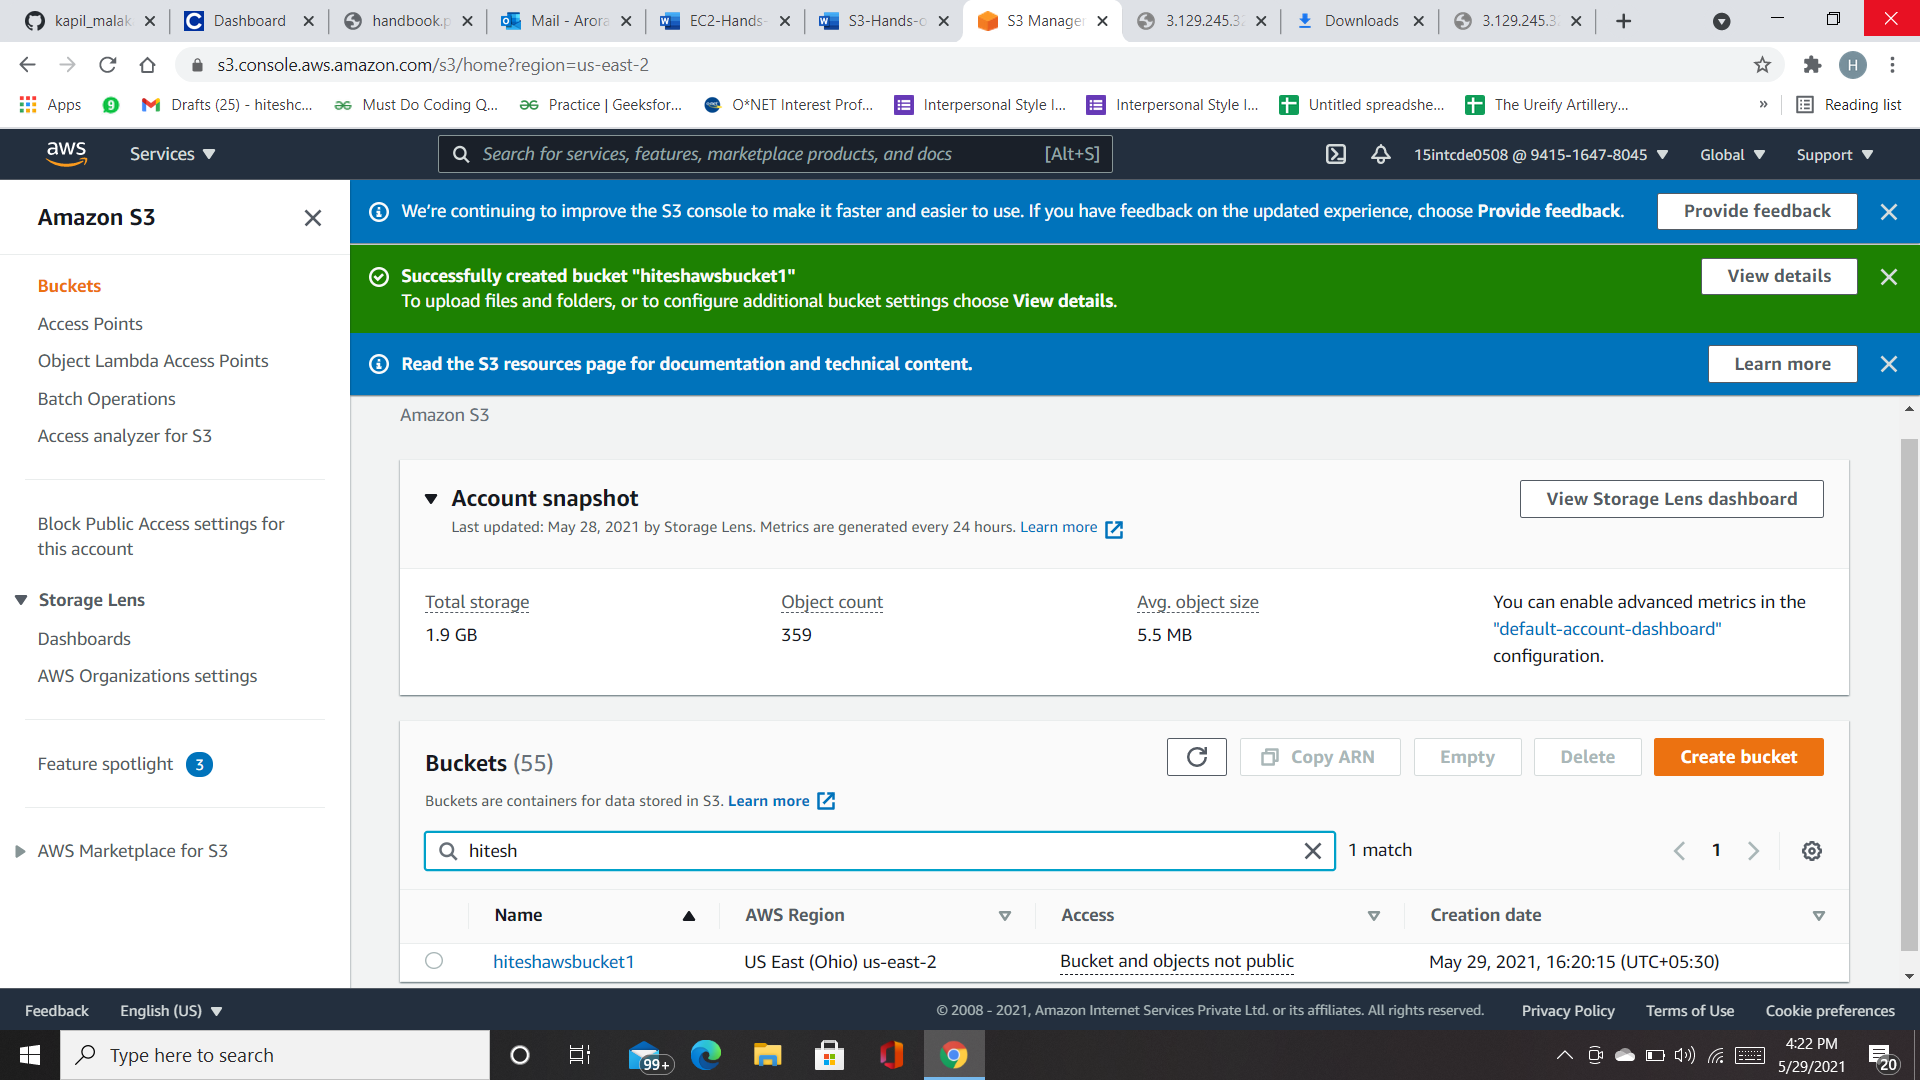 kapil_malak
Dashboard
handbook.p
Mail - Arora
EC2-Hands-
S3-Hands-o
S3 Manager
3.129.245.32
Downloads
3.129.245.32
s3.console.aws.amazon.com/s3/home?region=us-east-2
H
Apps
9
Drafts (25) - hiteshc...
Must Do Coding Q...
Practice | Geeksfor...
O*NET Interest Prof...
Interpersonal Style I...
Interpersonal Style I...
Untitled spreadshe...
The Ureify Artillery...
»
Reading list
aws
Services
Search for services, features, marketplace products, and docs
[Alt+S]
15intcde0508 @ 9415-1647-8045
Global
Support
Amazon S3
Buckets
Access Points
Object Lambda Access Points
Batch Operations
Access analyzer for S3
Block Public Access settings for
this account
Storage Lens
Dashboards
AWS Organizations settings
Feature spotlight 3
AWS Marketplace for S3
We're continuing to improve the S3 console to make it faster and easier to use. If you have feedback on the updated experience, choose Provide feedback.
Provide feedback
Successfully created bucket "hiteshawsbucket1"
To upload files and folders, or to configure additional bucket settings choose View details.
View details
Read the S3 resources page for documentation and technical content.
Learn more
Amazon S3
Account snapshot
Last updated: May 28, 2021 by Storage Lens. Metrics are generated every 24 hours. Learn more
View Storage Lens dashboard
Total storage
1.9 GB
Object count
359
Avg. object size
5.5 MB
You can enable advanced metrics in the
"default-account-dashboard"
configuration.
Buckets (55)
Copy ARN
Empty
Delete
Create bucket
Buckets are containers for data stored in S3. Learn more
hitesh
1 match
1
Name
AWS Region
Access
Creation date
hiteshawsbucket1
US East (Ohio) us-east-2
Bucket and objects not public
May 29, 2021, 16:20:15 (UTC+05:30)
Feedback
English (US)
© 2008 - 2021, Amazon Internet Services Private Ltd. or its affiliates. All rights reserved.
Privacy Policy
Terms of Use
Cookie preferences
Type here to search
99+
4:22 PM
5/29/2021
20